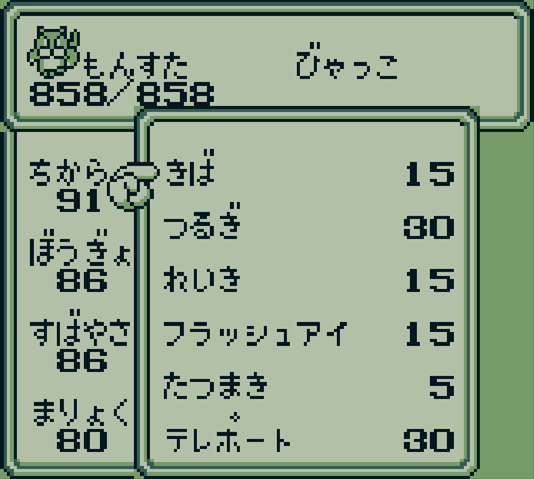 もんすた びゃっこ
858/858
ちから
91
ぼうぎょ
86
すばやさ
86
まりょく
80
きば 15
つるぎ 30
れいき 15
フラッシュアイ 15
たつまき 5
テレポート 30